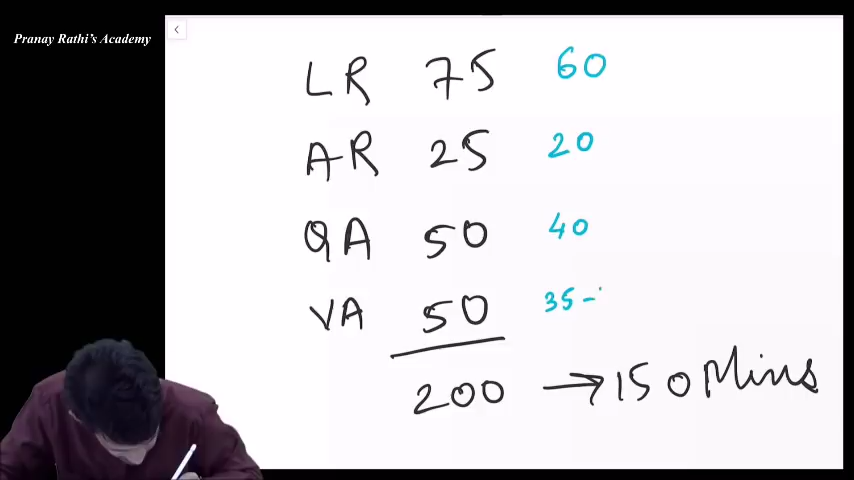 Pranay Rathi's Academy
LR 75 60
AR 25 20
QA 50 40
VA 50 35-
200 → 150 Mins